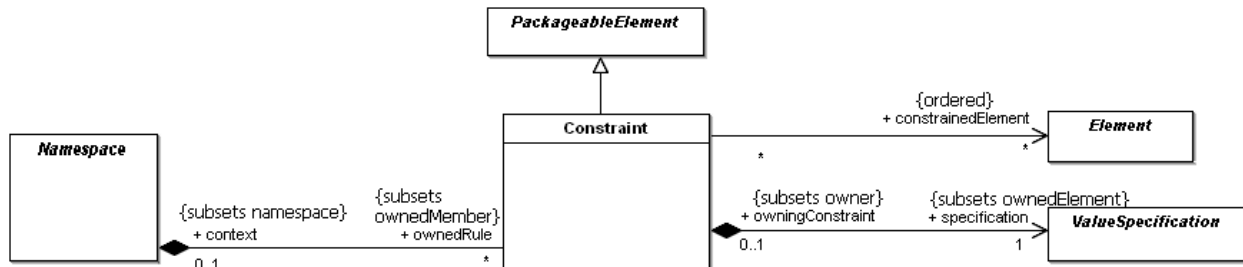 PackageableElement
Constraint
{ordered}
+ constrainedElement
Element
*
*
Namespace
{subsets namespace}
+ context
0..1
{subsets
ownedMember}
+ ownedRule
*
{subsets owner}
+ owningConstraint
0..1
{subsets ownedElement}
+ specification
1
ValueSpecification